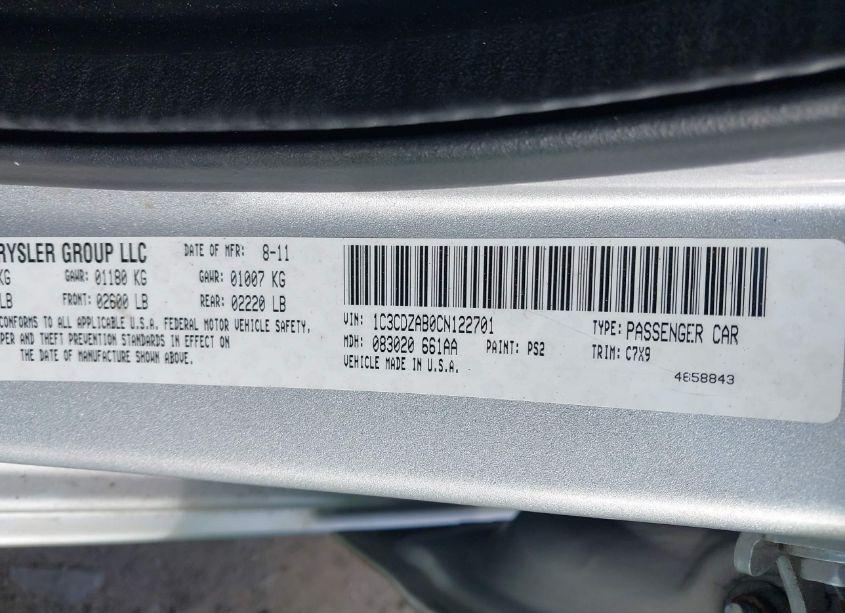 RYSLER GROUP LLC DATE OF MFR: 8-11
KG GAWR: 01180 KG GAWR: 01007 KG
LB FRONT: 02600 LB REAR: 02220 LB
CONFORMS TO ALL APPLICABLE U.S.A. FEDERAL MOTOR VEHICLE SAFETY,
PER AND THEFT PREVENTION STANDARDS IN EFFECT ON
THE DATE OF MANUFACTURE SHOWN ABOVE.
VIN: 1C3CDZAB0CN122701 TYPE: PASSENGER CAR
MDH: 083020 661AA PAINT: PS2 TRIM: C7X9
VEHICLE MADE IN U.S.A.
4658843